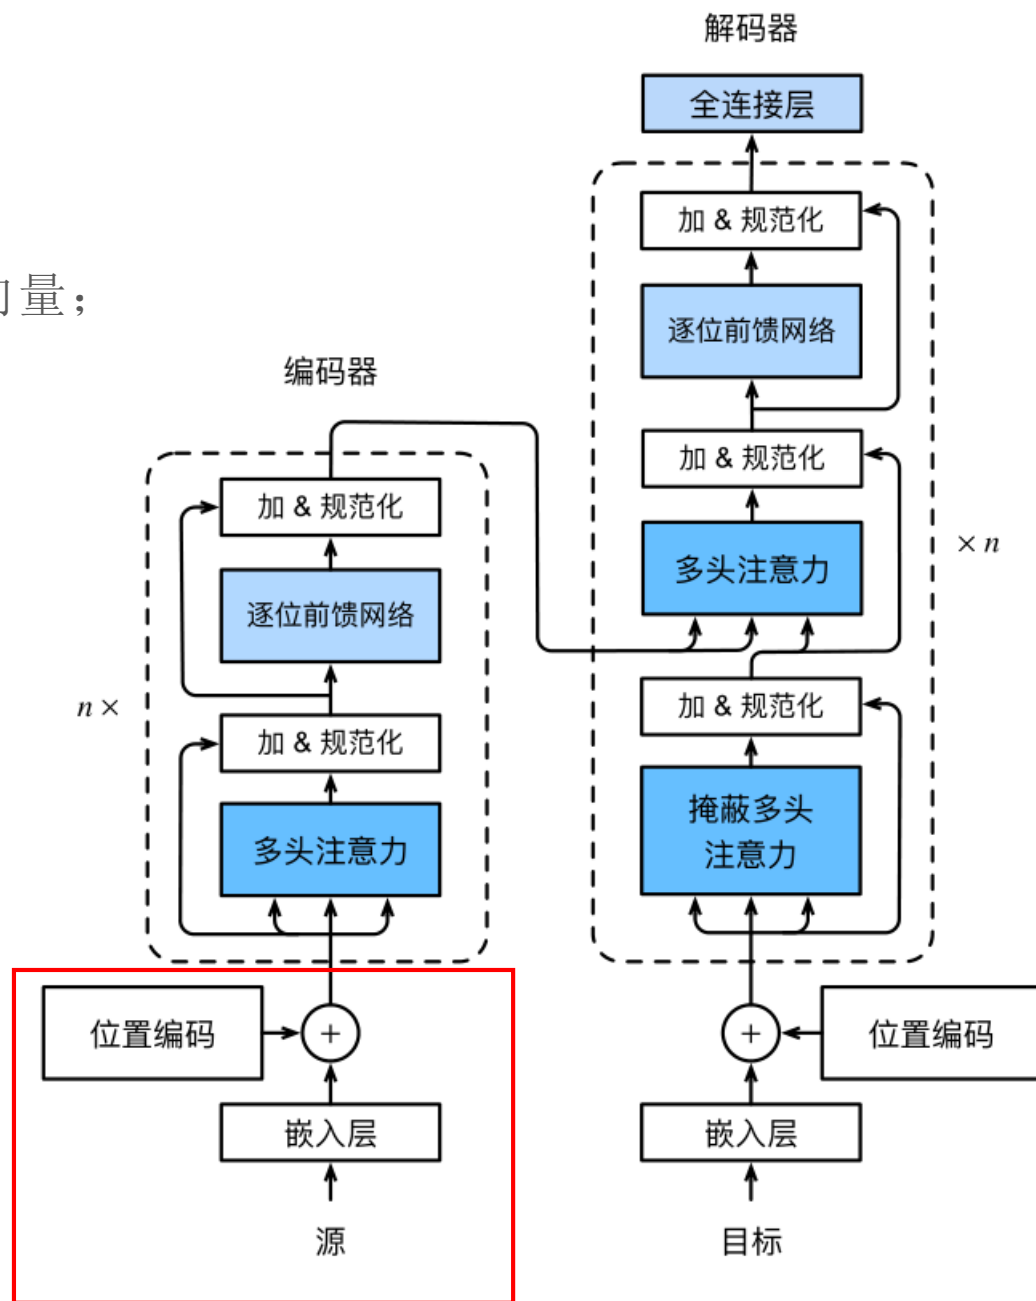 解码器
全连接层
加 & 规范化
逐位前馈网络
量；
编码器
加 & 规范化
加 & 规范化
多头注意力
× n
逐位前馈网络
n ×
加 & 规范化
加 & 规范化
多头注意力
掩蔽多头
注意力
位置编码
+
+
位置编码
嵌入层
嵌入层
源
目标